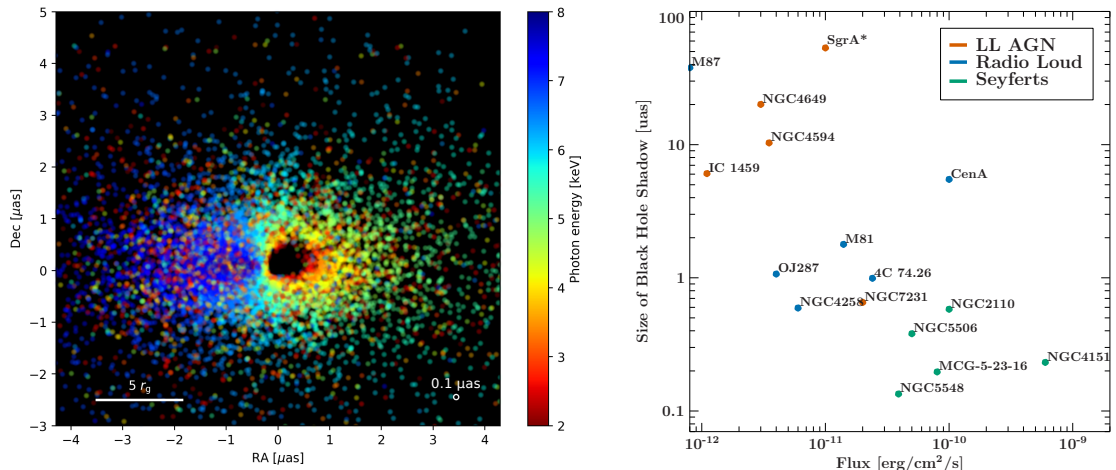 5
4
3
2
1
0
−1
−2
−3
Dec [μas]
−4 −3 −2 −1 0 1 2 3 4
RA [μas]
5 r_g
0.1 μas
8
7
6
5
4
3
2
Photon energy [keV]
100
10
1
0.1
Size of Black Hole Shadow [uas]
LL AGN
Radio Loud
Seyferts
SgrA*
M87
NGC4649
NGC4594
IC 1459
CenA
M81
OJ287
4C 74.26
NGC4258
NGC7231
NGC2110
NGC5506
NGC4151
MCG-5-23-16
NGC5548
10⁻¹² 10⁻¹¹ 10⁻¹⁰ 10⁻⁹
Flux [erg/cm²/s]